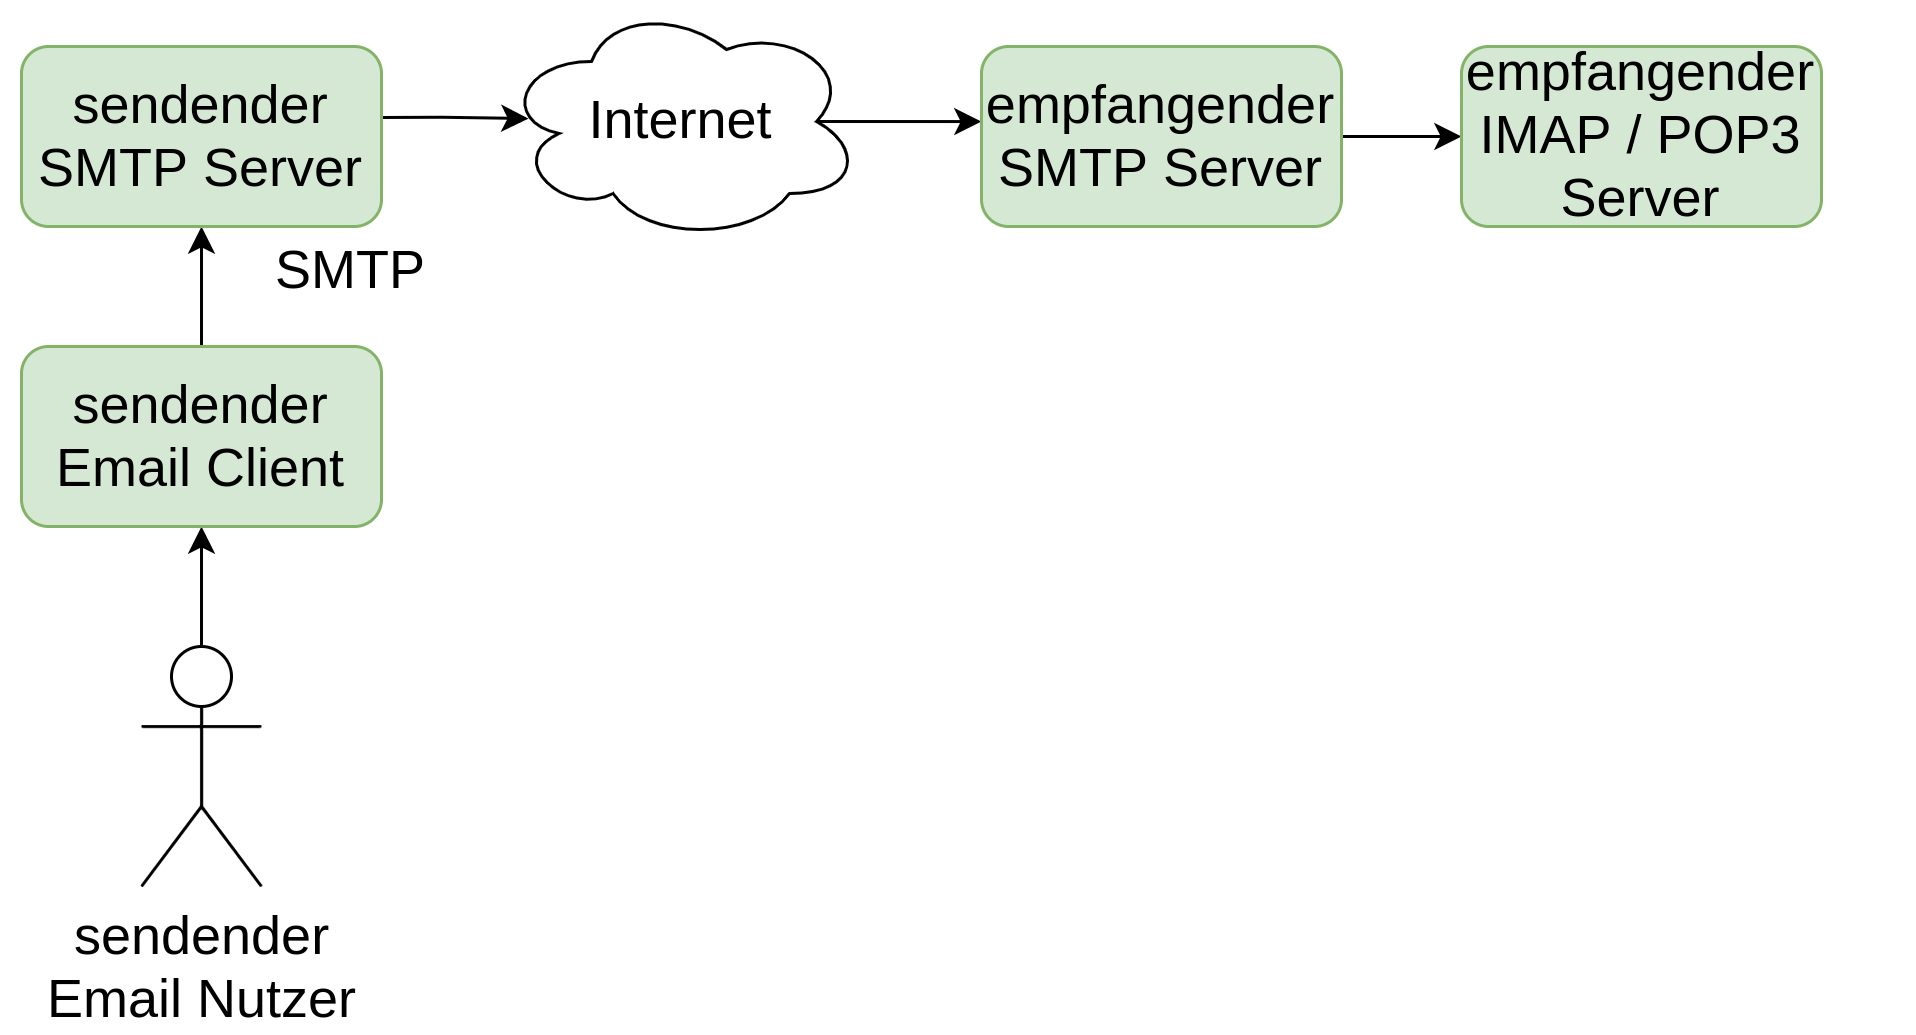 sendender
SMTP Server
Internet
empfangender
SMTP Server
empfangender
IMAP / POP3
Server
SMTP
sendender
Email Client
sendender
Email Nutzer